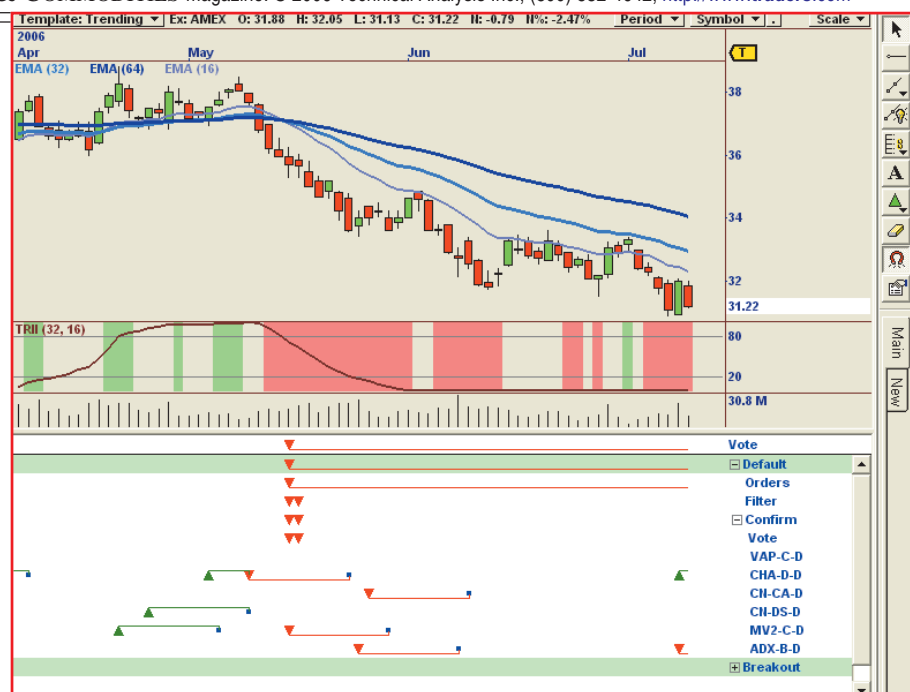 Template: Trending Ex: AMEX O: 31.88 H: 32.05 L: 31.13 C: 31.22 N: -0.79 N%: -2.47% Period Symbol . Scale
2006
Apr May Jun Jul
T
EMA (32) EMA (64) EMA (16)
38
36
34
32
31.22
TRII (32, 16)
80
20
30.8 M
Vote
Default
Orders
Filter
Confirm
Vote
VAP-C-D
CHA-D-D
CN-CA-D
CN-DS-D
MV2-C-D
ADX-B-D
Breakout
A
Main
New